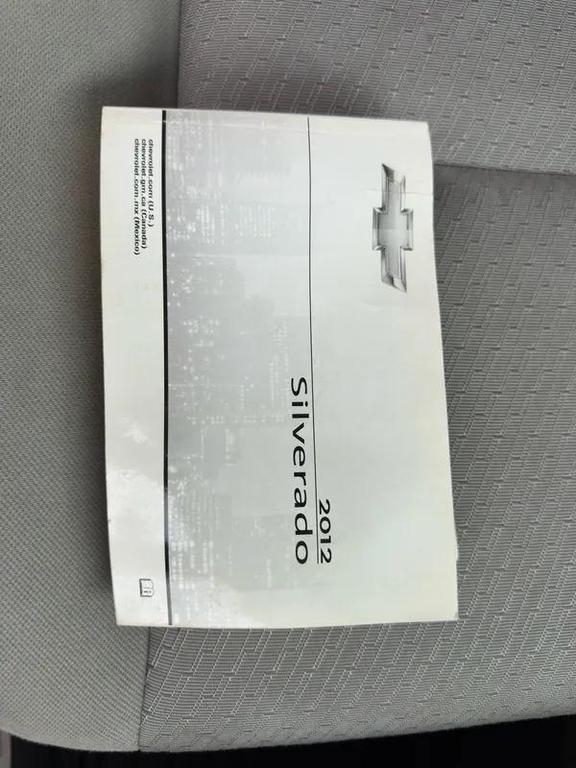 2012
Silverado
chevrolet.com (U.S.)
chevrolet.gm.ca (Canada)
chevrolet.com.mx (Mexico)